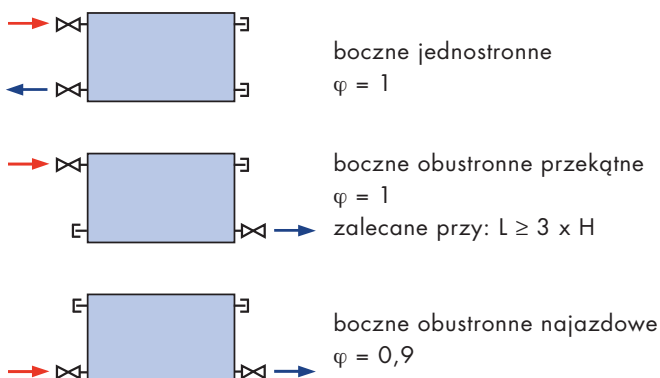 boczne jednostronne
φ = 1
boczne obustronne przekątne
φ = 1
zalecane przy: L ≥ 3 x H
boczne obustronne najazdowe
φ = 0,9